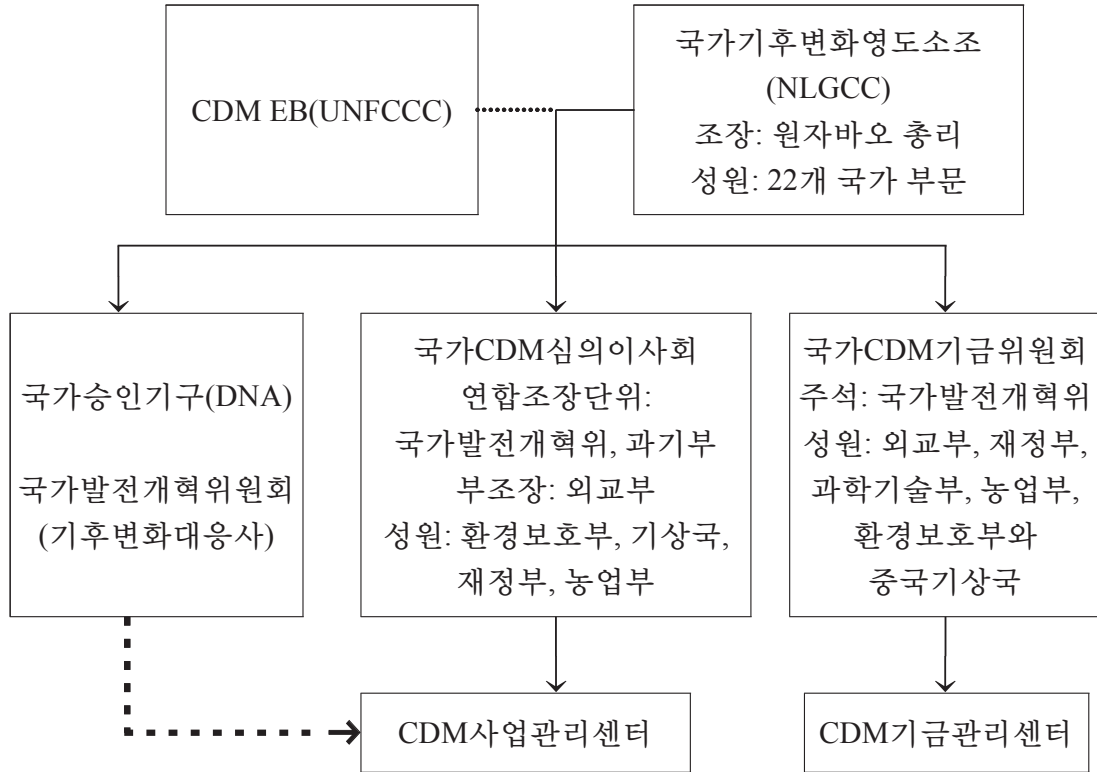 CDM EB(UNFCCC)
국가기후변화영도소조
(NLGCC)
조장: 원자바오 총리
성원: 22개 국가 부문
국가승인기구(DNA)
국가발전개혁위원회
(기후변화대응사)
국가CDM심의이사회
연합조장단위:
국가발전개혁위, 과기부
부조장: 외교부
성원: 환경보호부, 기상국,
재정부, 농업부
국가CDM기금위원회
주석: 국가발전개혁위
성원: 외교부, 재정부,
과학기술부, 농업부,
환경보호부와
중국기상국
CDM사업관리센터
CDM기금관리센터